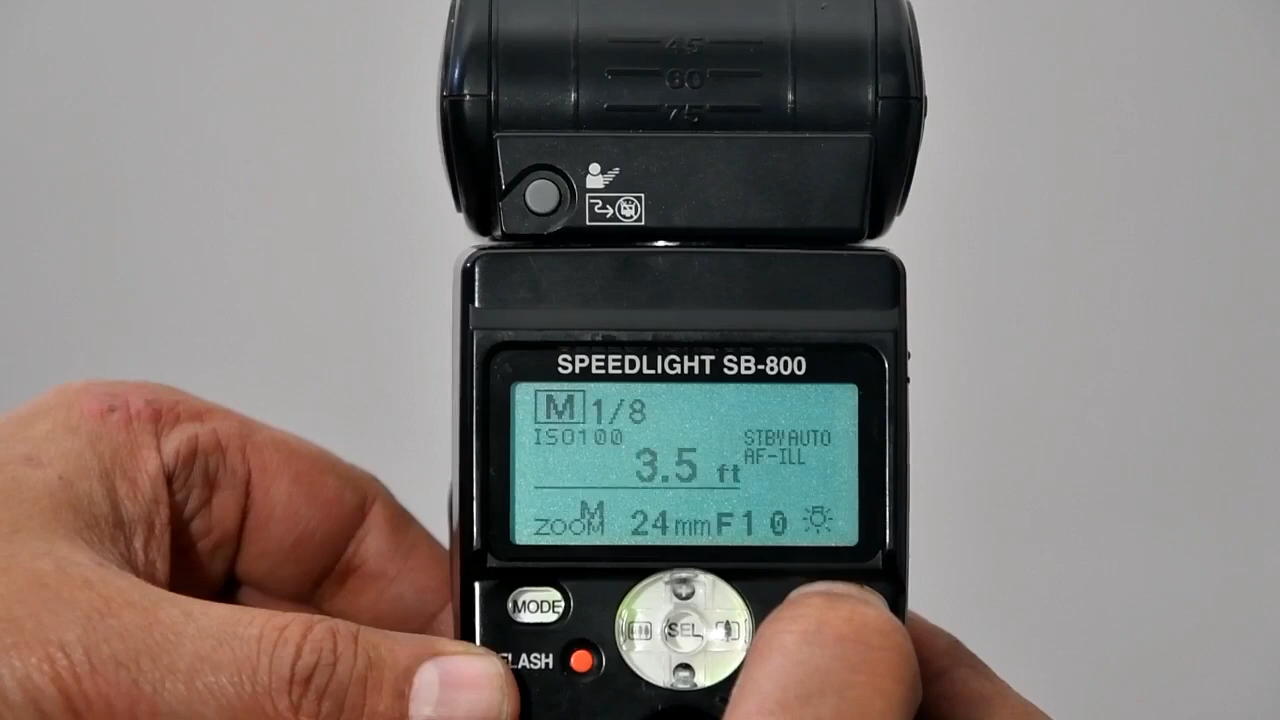 45
60
75
SPEEDLIGHT SB-800
M 1/8
ISO100
STBY AUTO
3.5 ft
AF-ILL
M
ZOOM 24mm F10
MODE
SEL
FLASH